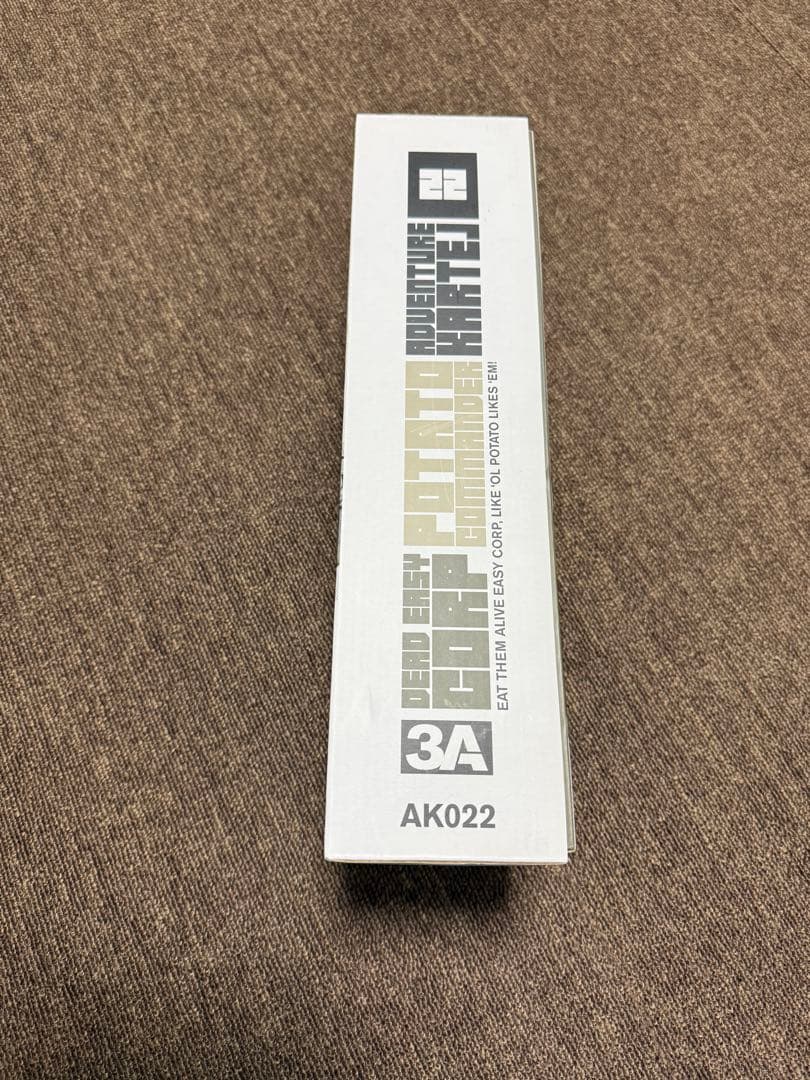 3A
DEAD EASY
CORP
POTATO
COMMANDER
ADVENTURE
KARTEL
22
EAT THEM ALIVE EASY CORP, LIKE 'OL POTATO LIKES 'EM!
AK022